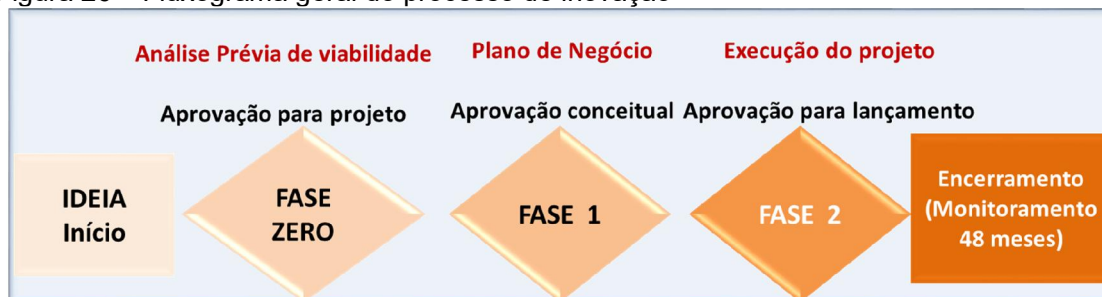 Análise Prévia de viabilidade Plano de Negócio Execução do projeto
Aprovação para projeto Aprovação conceitual Aprovação para lançamento
IDEIA
Início
FASE
ZERO
FASE 1
FASE 2
Encerramento
(Monitoramento
48 meses)